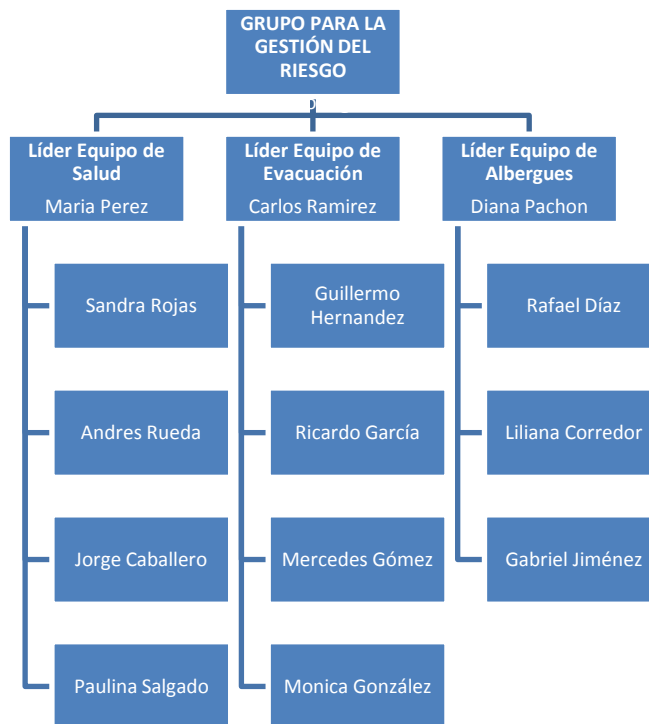 GRUPO PARA LA
GESTIÓN DEL
RIESGO
Líder Equipo de
Salud
Maria Perez
Líder Equipo de
Evacuación
Carlos Ramirez
Líder Equipo de
Albergues
Diana Pachon
Sandra Rojas
Guillermo
Hernandez
Rafael Díaz
Andres Rueda
Ricardo García
Liliana Corredor
Jorge Caballero
Mercedes Gómez
Gabriel Jiménez
Paulina Salgado
Monica González